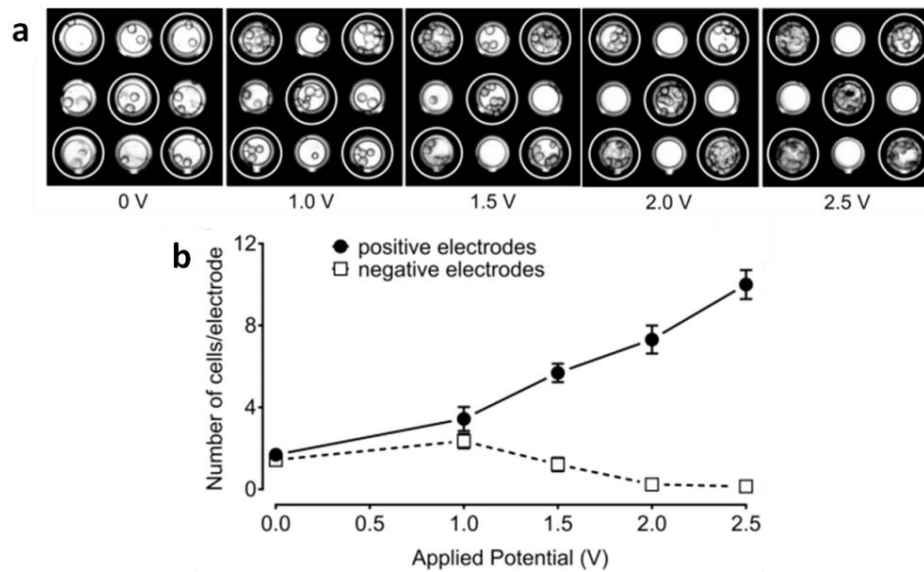 a
0 V 1.0 V 1.5 V 2.0 V 2.5 V
b
12
8
4
0
Number of cells/electrode
positive electrodes
negative electrodes
0.0 0.5 1.0 1.5 2.0 2.5
Applied Potential (V)